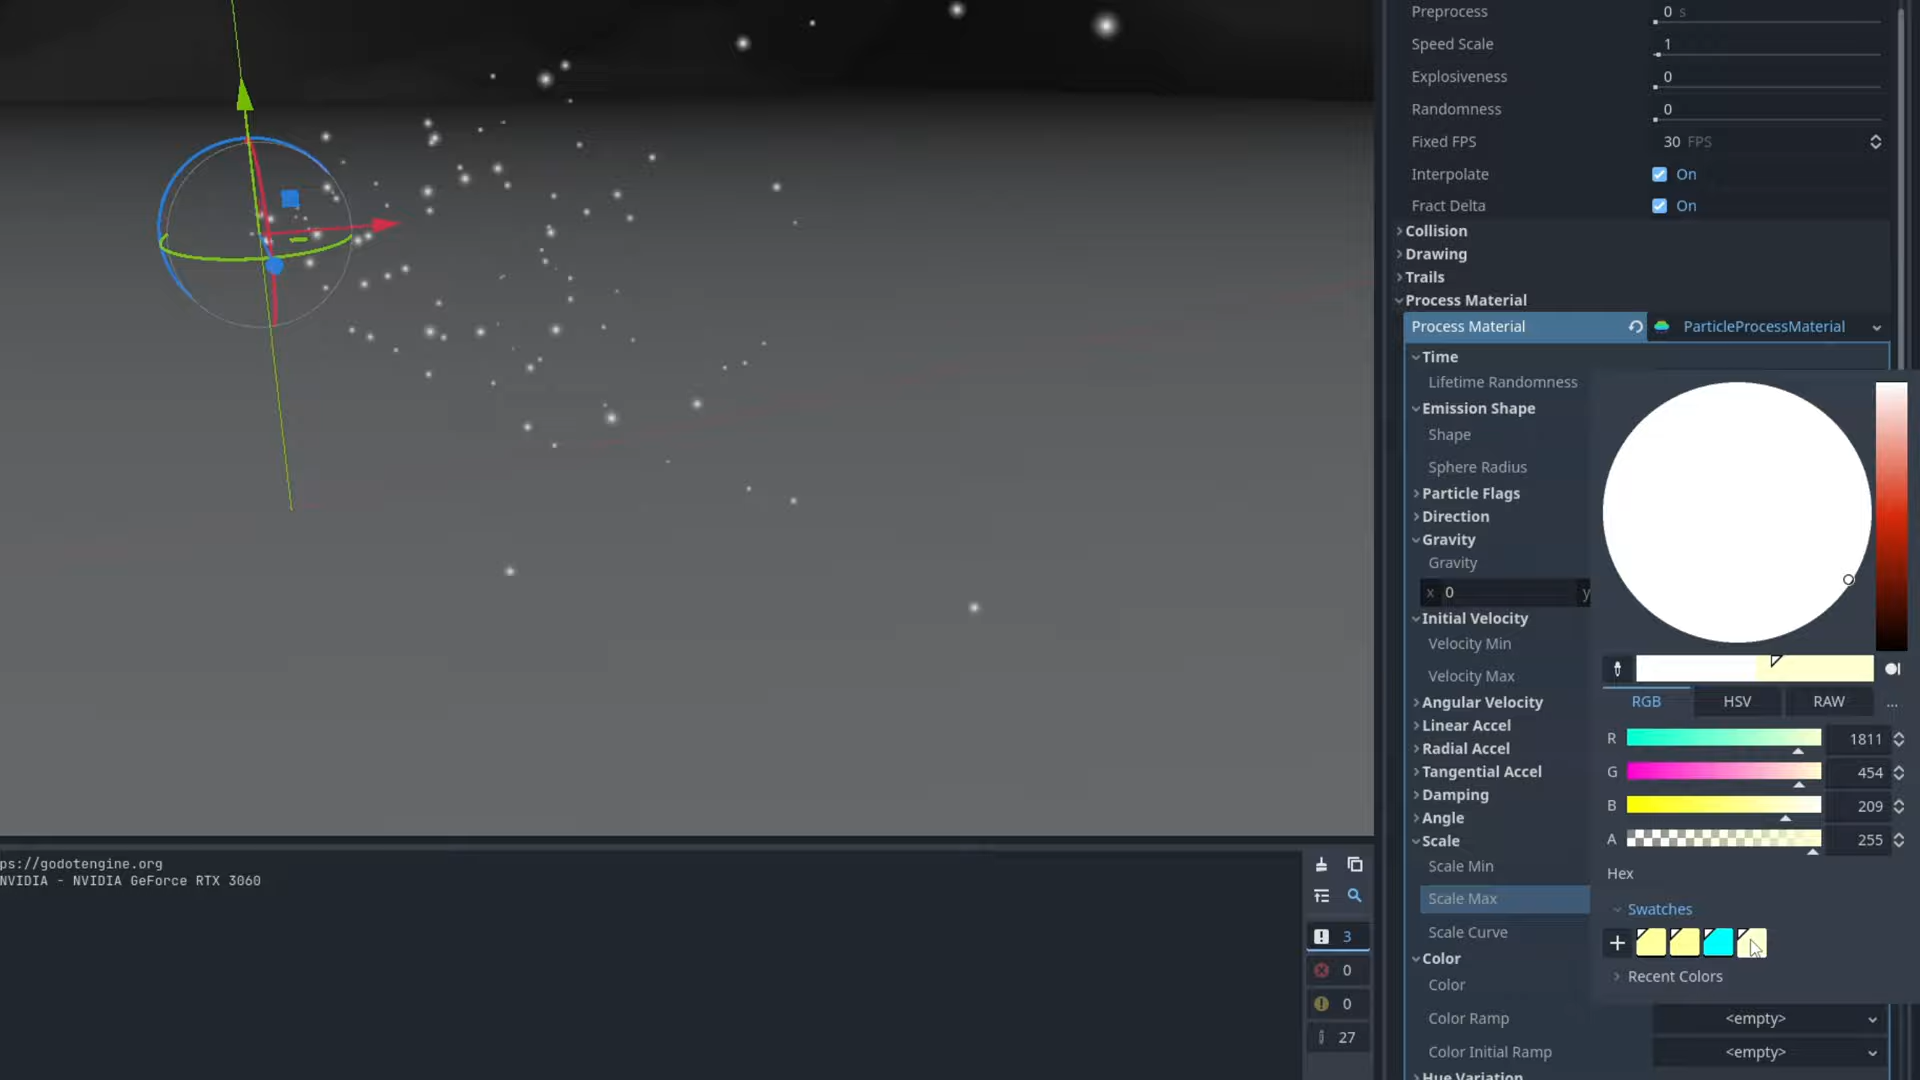 Preprocess 0 s
Speed Scale 1
Explosiveness 0
Randomness 0
Fixed FPS 30 FPS
Interpolate On
Fract Delta On
Collision
Drawing
Trails
Process Material
Process Material ParticleProcessMaterial
Time
Lifetime Randomness
Emission Shape
Shape
Sphere Radius
Particle Flags
Direction
Gravity
Gravity
x 0 y
Initial Velocity
Velocity Min
Velocity Max
Angular Velocity
Linear Accel
Radial Accel
Tangential Accel
Damping
Angle
Scale
Scale Min
Scale Max
Scale Curve
Color
Color
Color Ramp <empty>
Color Initial Ramp <empty>
Hue Variation
RGB HSV RAW ...
R 1811
G 454
B 209
A 255
Hex
Swatches
Recent Colors
ps://godotengine.org
NVIDIA - NVIDIA GeForce RTX 3060
3
0
0
27